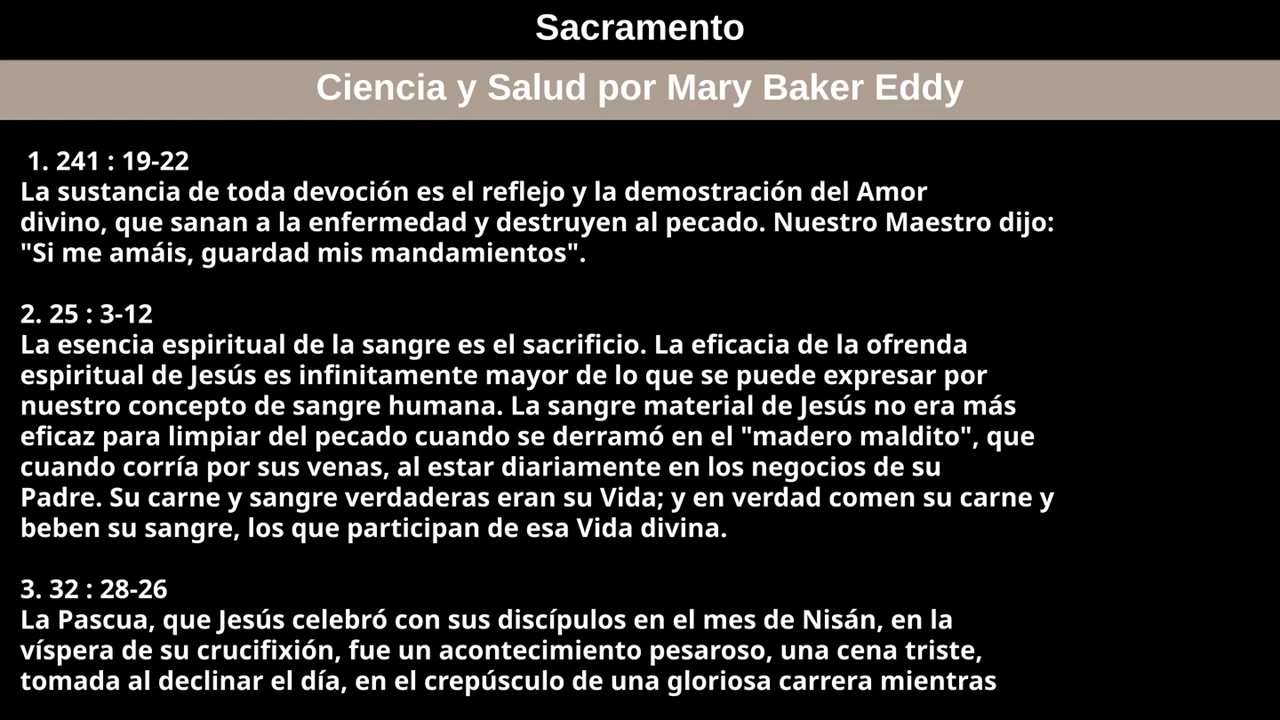 Sacramento
Ciencia y Salud por Mary Baker Eddy
1. 241 : 19-22
La sustancia de toda devoción es el reflejo y la demostración del Amor
divino, que sanan a la enfermedad y destruyen al pecado. Nuestro Maestro dijo:
"Si me amáis, guardad mis mandamientos".
2. 25 : 3-12
La esencia espiritual de la sangre es el sacrificio. La eficacia de la ofrenda
espiritual de Jesús es infinitamente mayor de lo que se puede expresar por
nuestro concepto de sangre humana. La sangre material de Jesús no era más
eficaz para limpiar del pecado cuando se derramó en el "madero maldito", que
cuando corría por sus venas, al estar diariamente en los negocios de su
Padre. Su carne y sangre verdaderas eran su Vida; y en verdad comen su carne y
beben su sangre, los que participan de esa Vida divina.
3. 32 : 28-26
La Pascua, que Jesús celebró con sus discípulos en el mes de Nisán, en la
víspera de su crucifixión, fue un acontecimiento pesaroso, una cena triste,
tomada al declinar el día, en el crepúsculo de una gloriosa carrera mientras